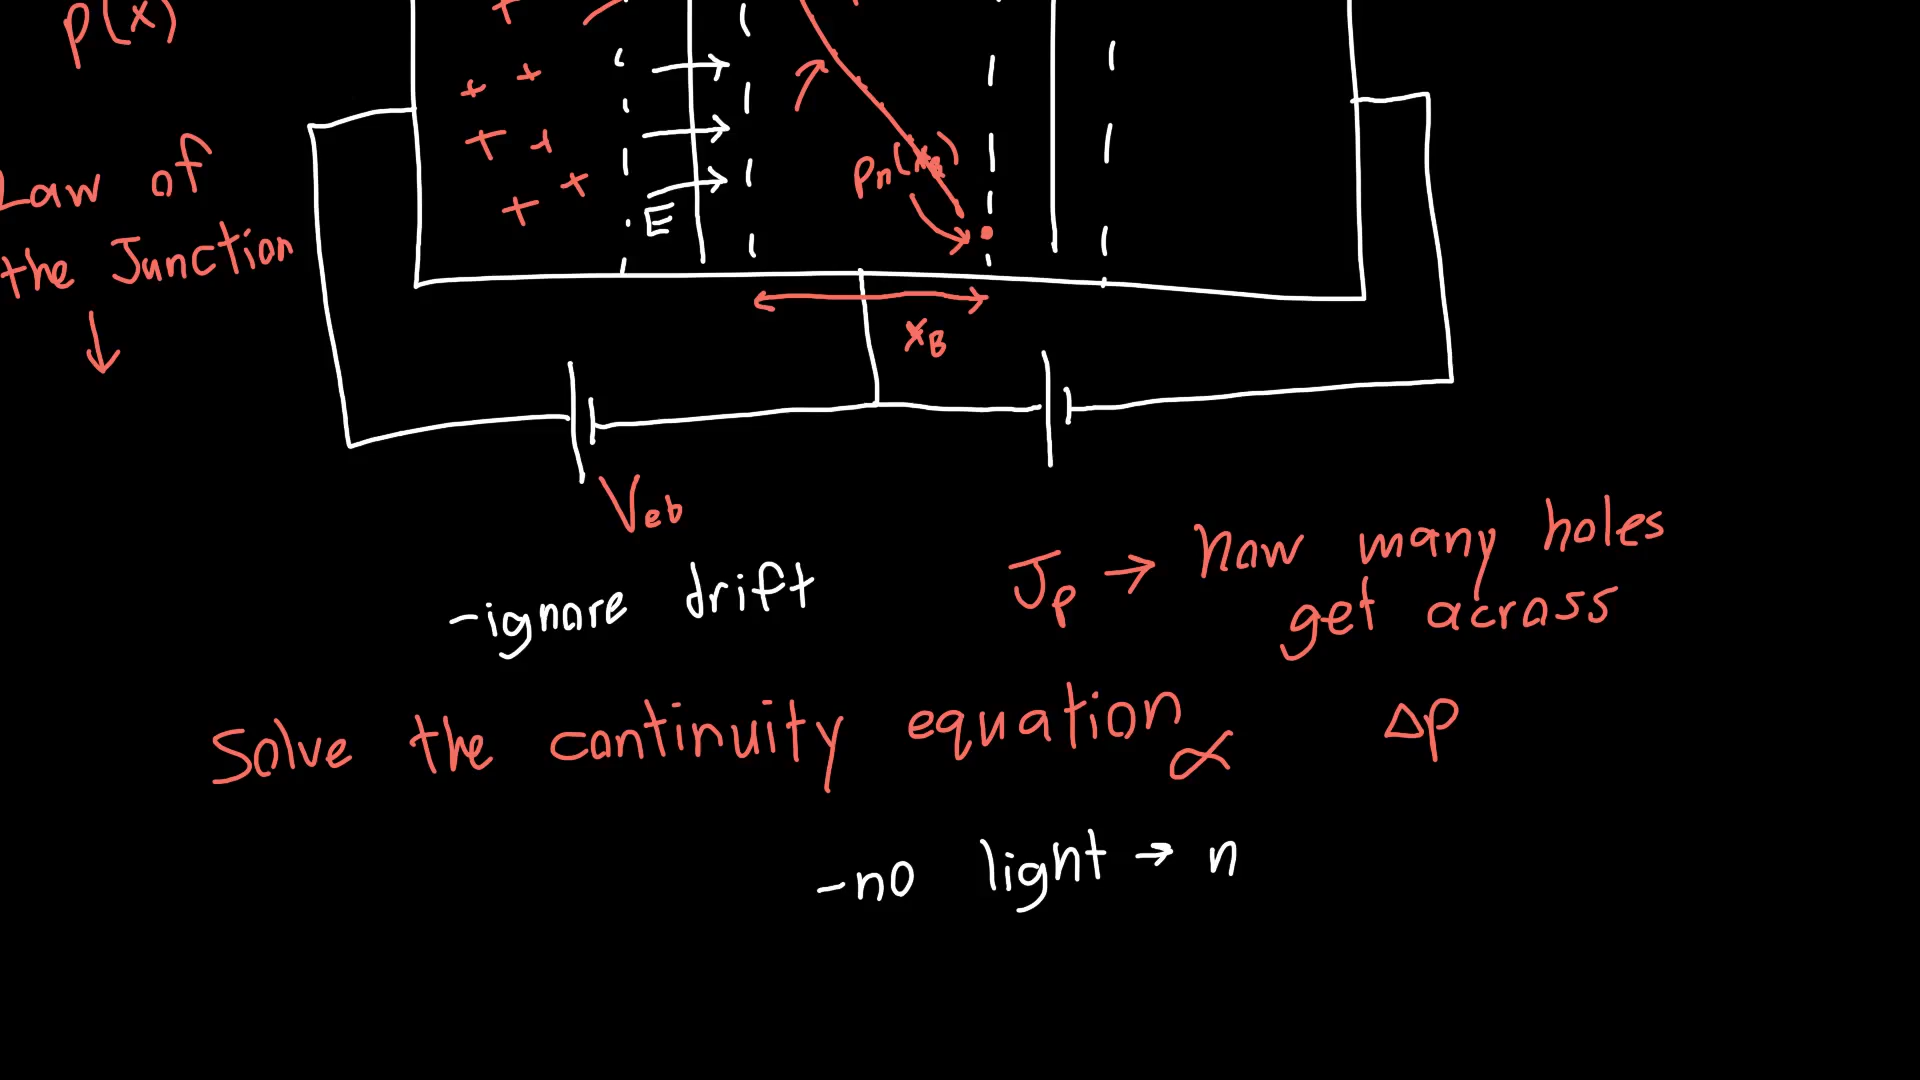 p(x)
Law of
the Junction
E
pn(xB)
xB
Veb
-ignore drift
Jp → how many holes
get across
Solve the continuity equation
∝ Δp
-no light → n